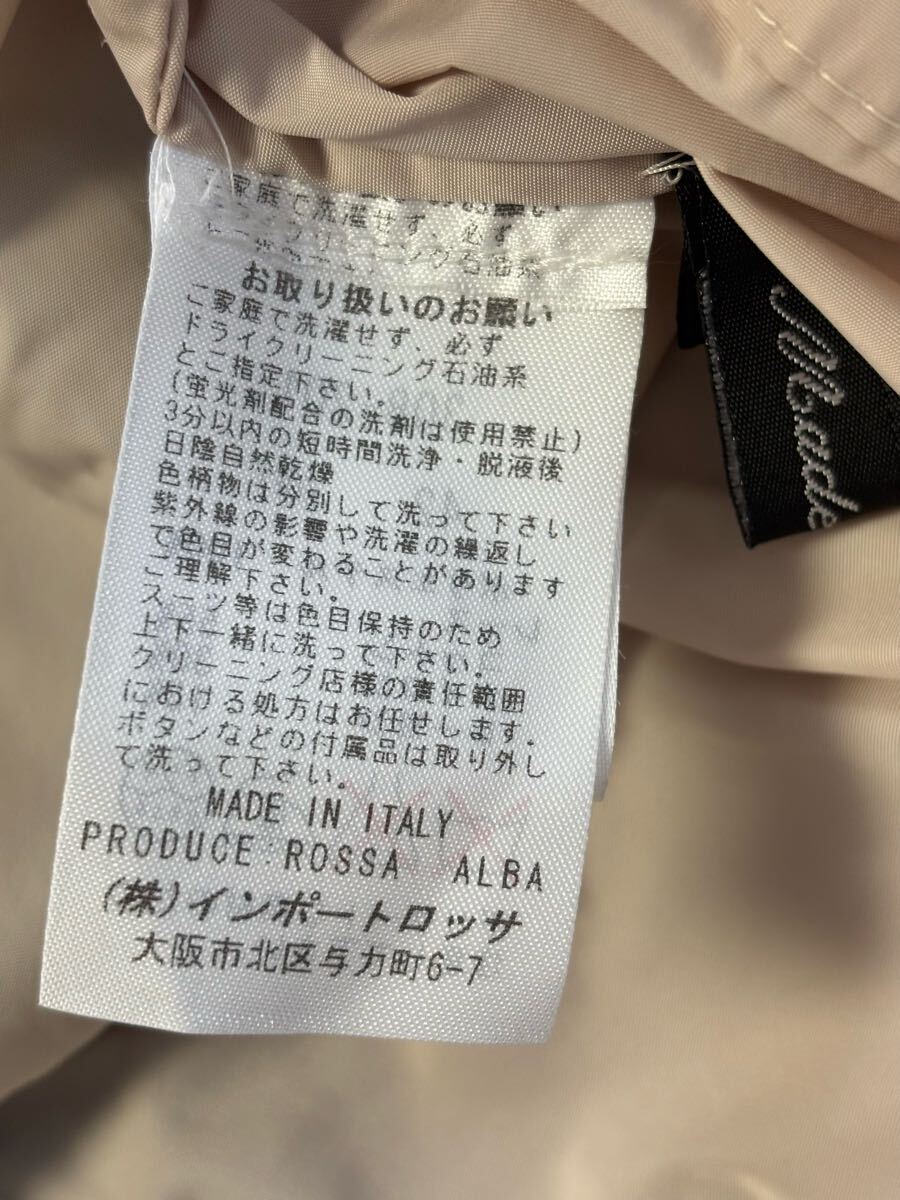 ご家庭で洗濯せず、必ず
お取り扱いのお願い
ご家庭で洗濯せず、必ず
ドライクリーニング石油系
とご指定下さい。
(蛍光剤配合の洗剤は使用禁止)
3分以内の短時間洗浄・脱液後
日陰自然乾燥
色柄物は分別して洗って下さい
紫外線の影響や洗濯の繰返し
で色目が変わることがあります
ご理解下さい。
スーツ等は色目保持のため
上下一緒に洗って下さい。
クリーニング店様の責任範囲
における処方はお任せします。
ボタンなどの付属品は取り外し
て洗って下さい。
MADE IN ITALY
PRODUCE:ROSSA ALBA
(株)インポートロッサ
大阪市北区与力町6-7
Made